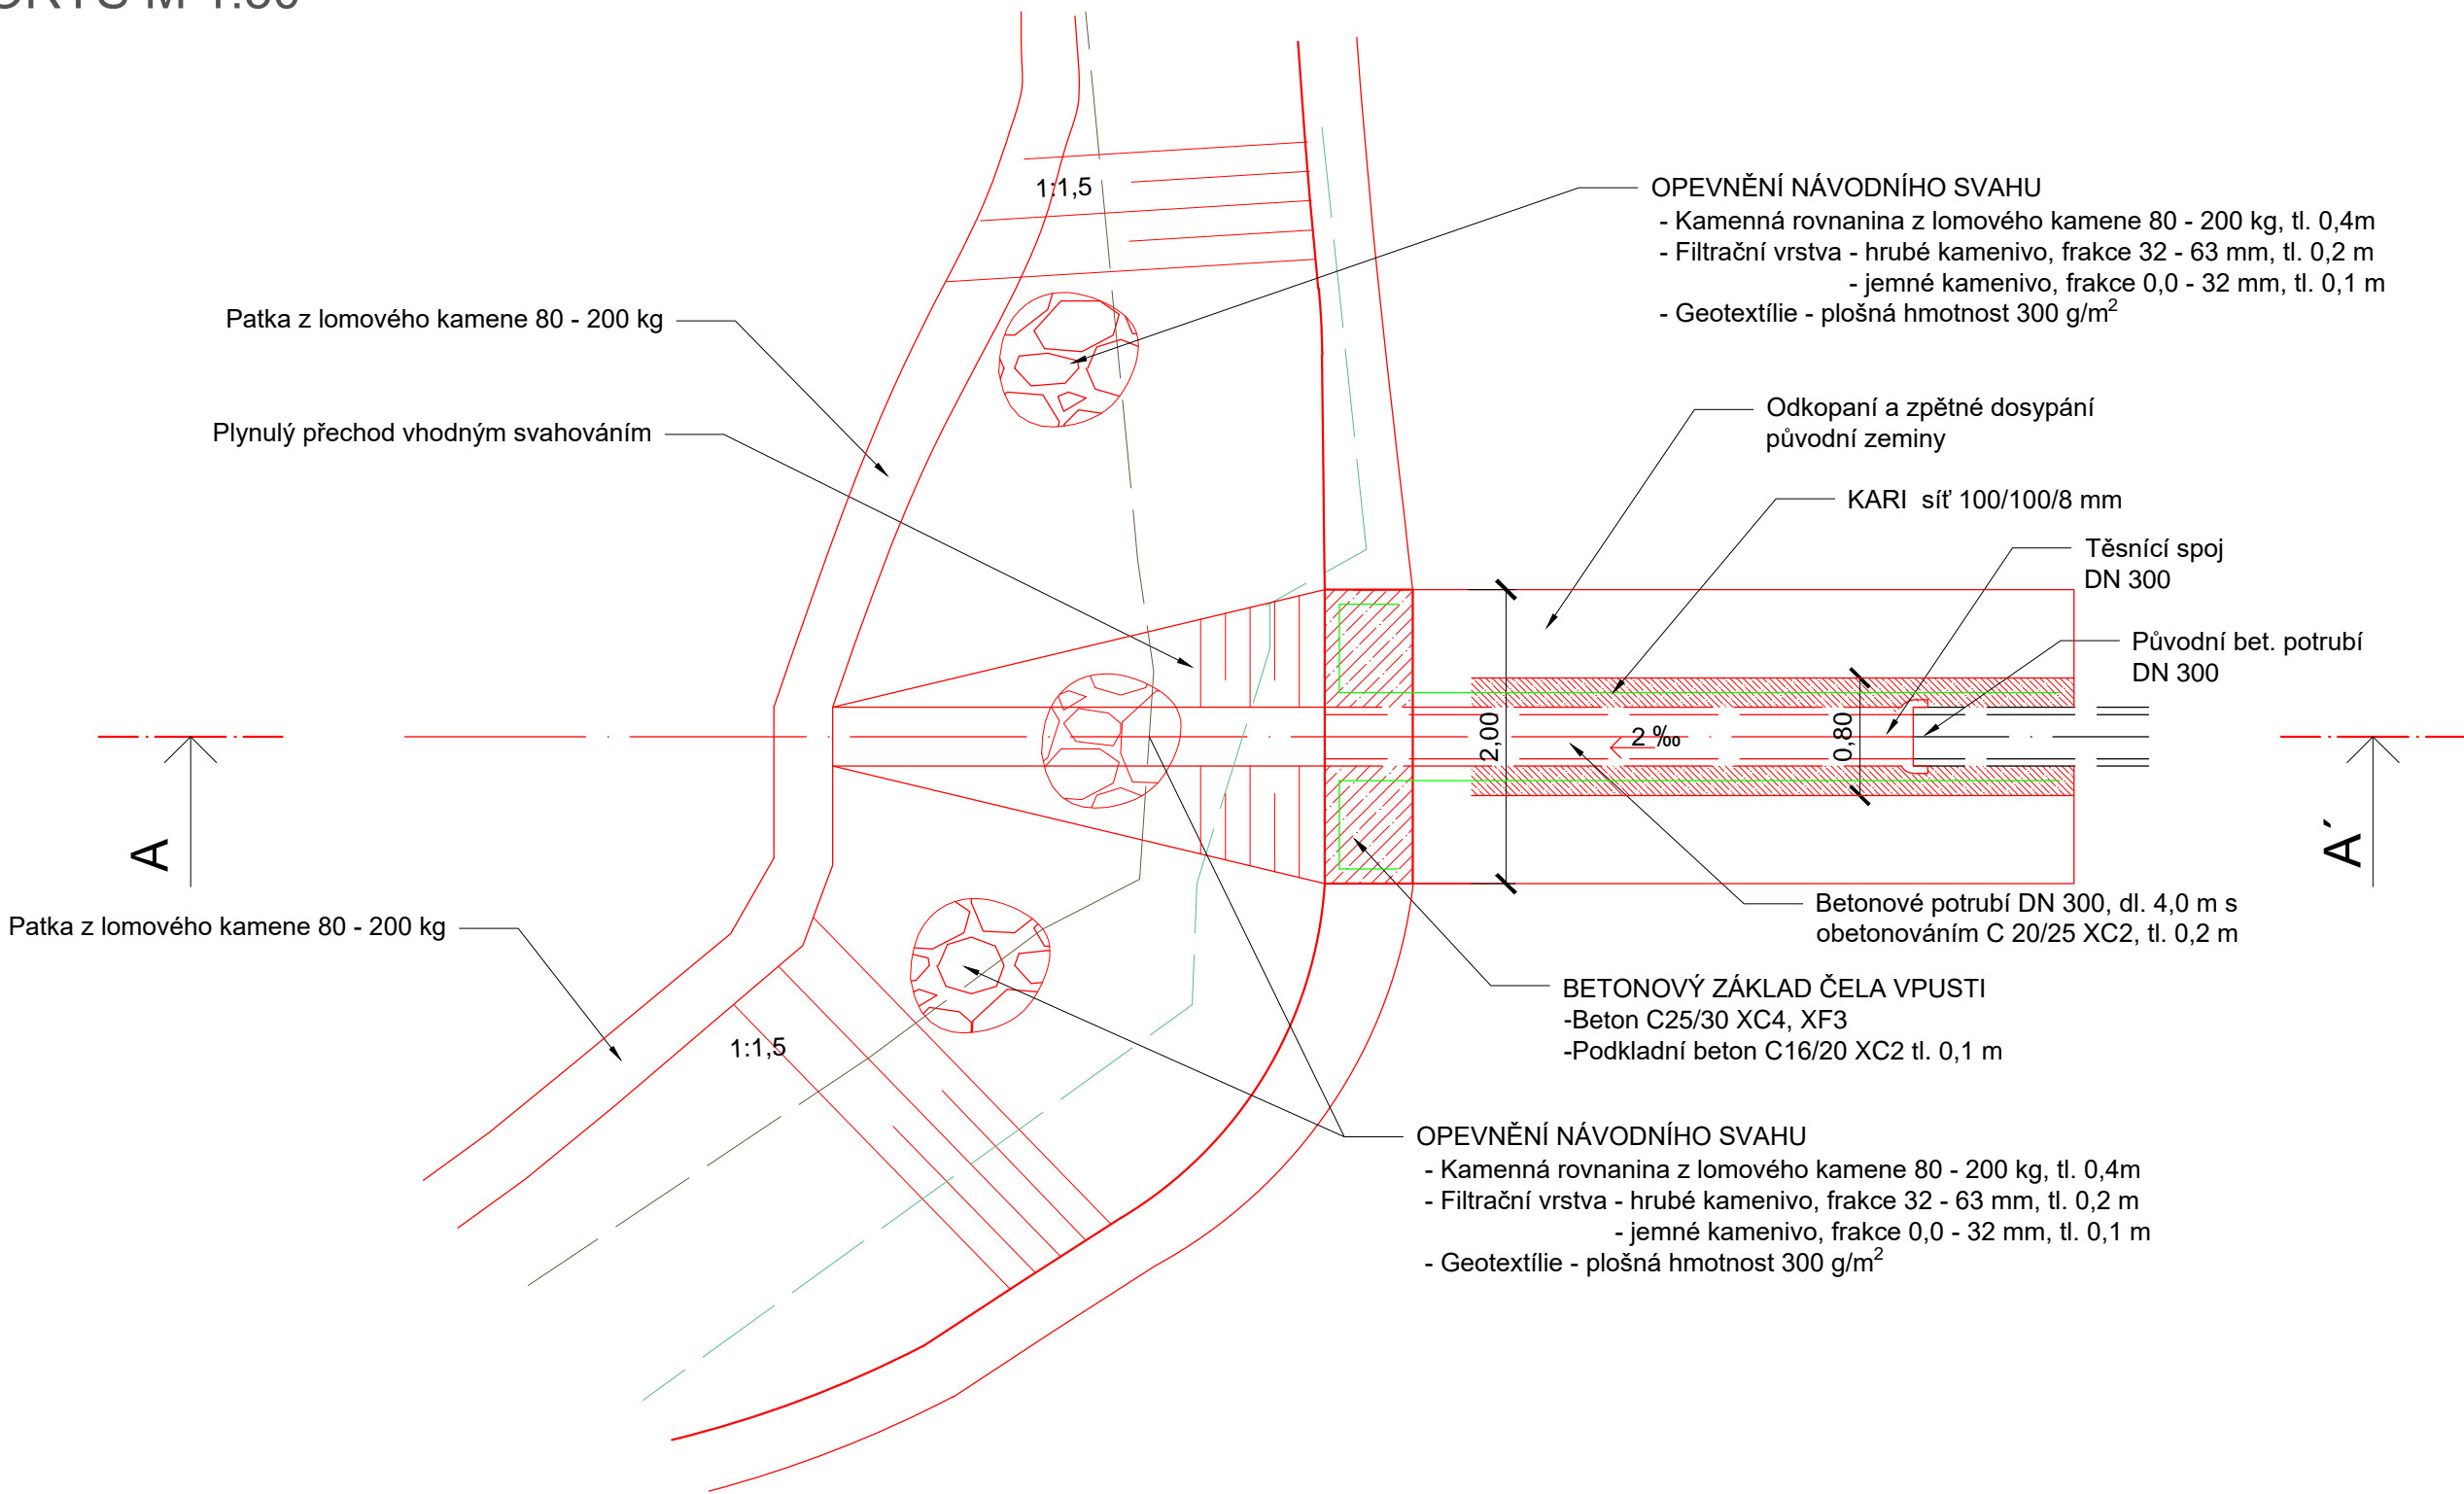 M 1:50
1:1,5
OPEVNĚNÍ NÁVODNÍHO SVAHU
- Kamenná rovnanina z lomového kamene 80 - 200 kg, tl. 0,4m
- Filtrační vrstva - hrubé kamenivo, frakce 32 - 63 mm, tl. 0,2 m
- jemné kamenivo, frakce 0,0 - 32 mm, tl. 0,1 m
- Geotextílie - plošná hmotnost 300 g/m²
Patka z lomového kamene 80 - 200 kg
Plynulý přechod vhodným svahováním
Odkopaní a zpětné dosypání
původní zeminy
KARI síť 100/100/8 mm
Těsnící spoj
DN 300
Původní bet. potrubí
DN 300
2,00
2 ‰
0,80
A
A´
Patka z lomového kamene 80 - 200 kg
Betonové potrubí DN 300, dl. 4,0 m s
obetonováním C 20/25 XC2, tl. 0,2 m
BETONOVÝ ZÁKLAD ČELA VPUSTI
-Beton C25/30 XC4, XF3
-Podkladní beton C16/20 XC2 tl. 0,1 m
1:1,5
OPEVNĚNÍ NÁVODNÍHO SVAHU
- Kamenná rovnanina z lomového kamene 80 - 200 kg, tl. 0,4m
- Filtrační vrstva - hrubé kamenivo, frakce 32 - 63 mm, tl. 0,2 m
- jemné kamenivo, frakce 0,0 - 32 mm, tl. 0,1 m
- Geotextílie - plošná hmotnost 300 g/m²